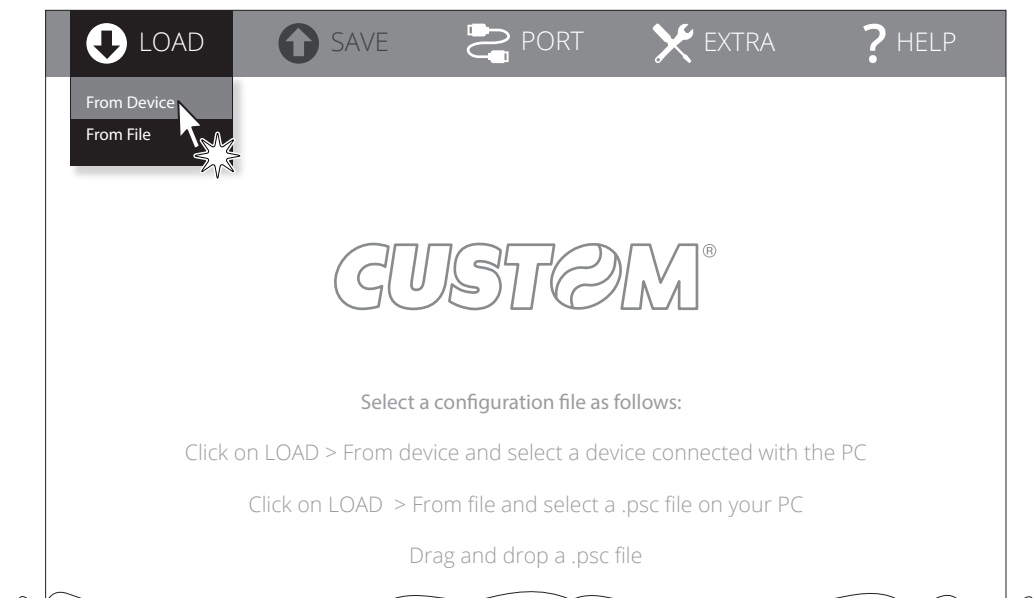 LOAD SAVE PORT EXTRA ? HELP
From Device
From File
CUSTOM®
Select a configuration file as follows:
Click on LOAD > From device and select a device connected with the PC
Click on LOAD > From file and select a .psc file on your PC
Drag and drop a .psc file